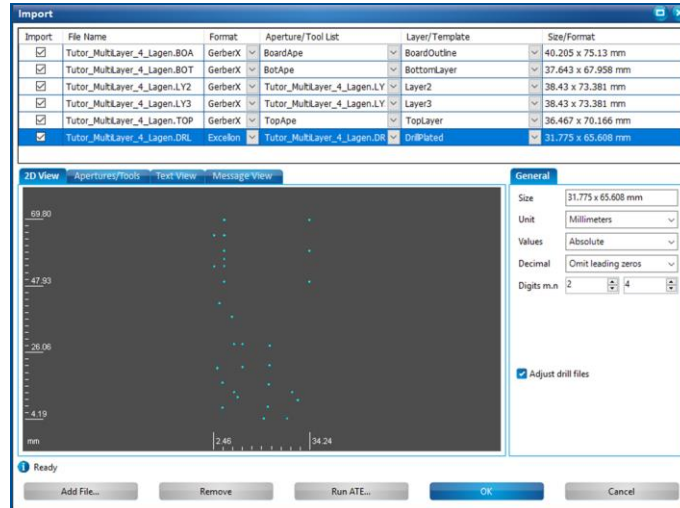 Import
Import File Name Format Aperture/Tool List Layer/Template Size/Format
Tutor_MultiLayer_4_Lagen.BOA GerberX BoardApe BoardOutline 40.205 x 75.13 mm
Tutor_MultiLayer_4_Lagen.BOT GerberX BotApe BottomLayer 37.643 x 67.958 mm
Tutor_MultiLayer_4_Lagen.LY2 GerberX Tutor_MultiLayer_4_Lagen.LY Layer2 38.43 x 73.381 mm
Tutor_MultiLayer_4_Lagen.LY3 GerberX Tutor_MultiLayer_4_Lagen.LY Layer3 38.43 x 73.381 mm
Tutor_MultiLayer_4_Lagen.TOP GerberX TopApe TopLayer 36.467 x 70.166 mm
Tutor_MultiLayer_4_Lagen.DRL Excellon Tutor_MultiLayer_4_Lagen.DR DrillPlated 31.775 x 65.608 mm
2D View Apertures/Tools Text View Message View
69.80
47.93
26.06
4.19
mm 2.46 34.24
General
Size 31.775 x 65.608 mm
Unit Millimeters
Values Absolute
Decimal Omit leading zeros
Digits m.n 2 4
Adjust drill files
Ready
Add File... Remove Run ATE... OK Cancel